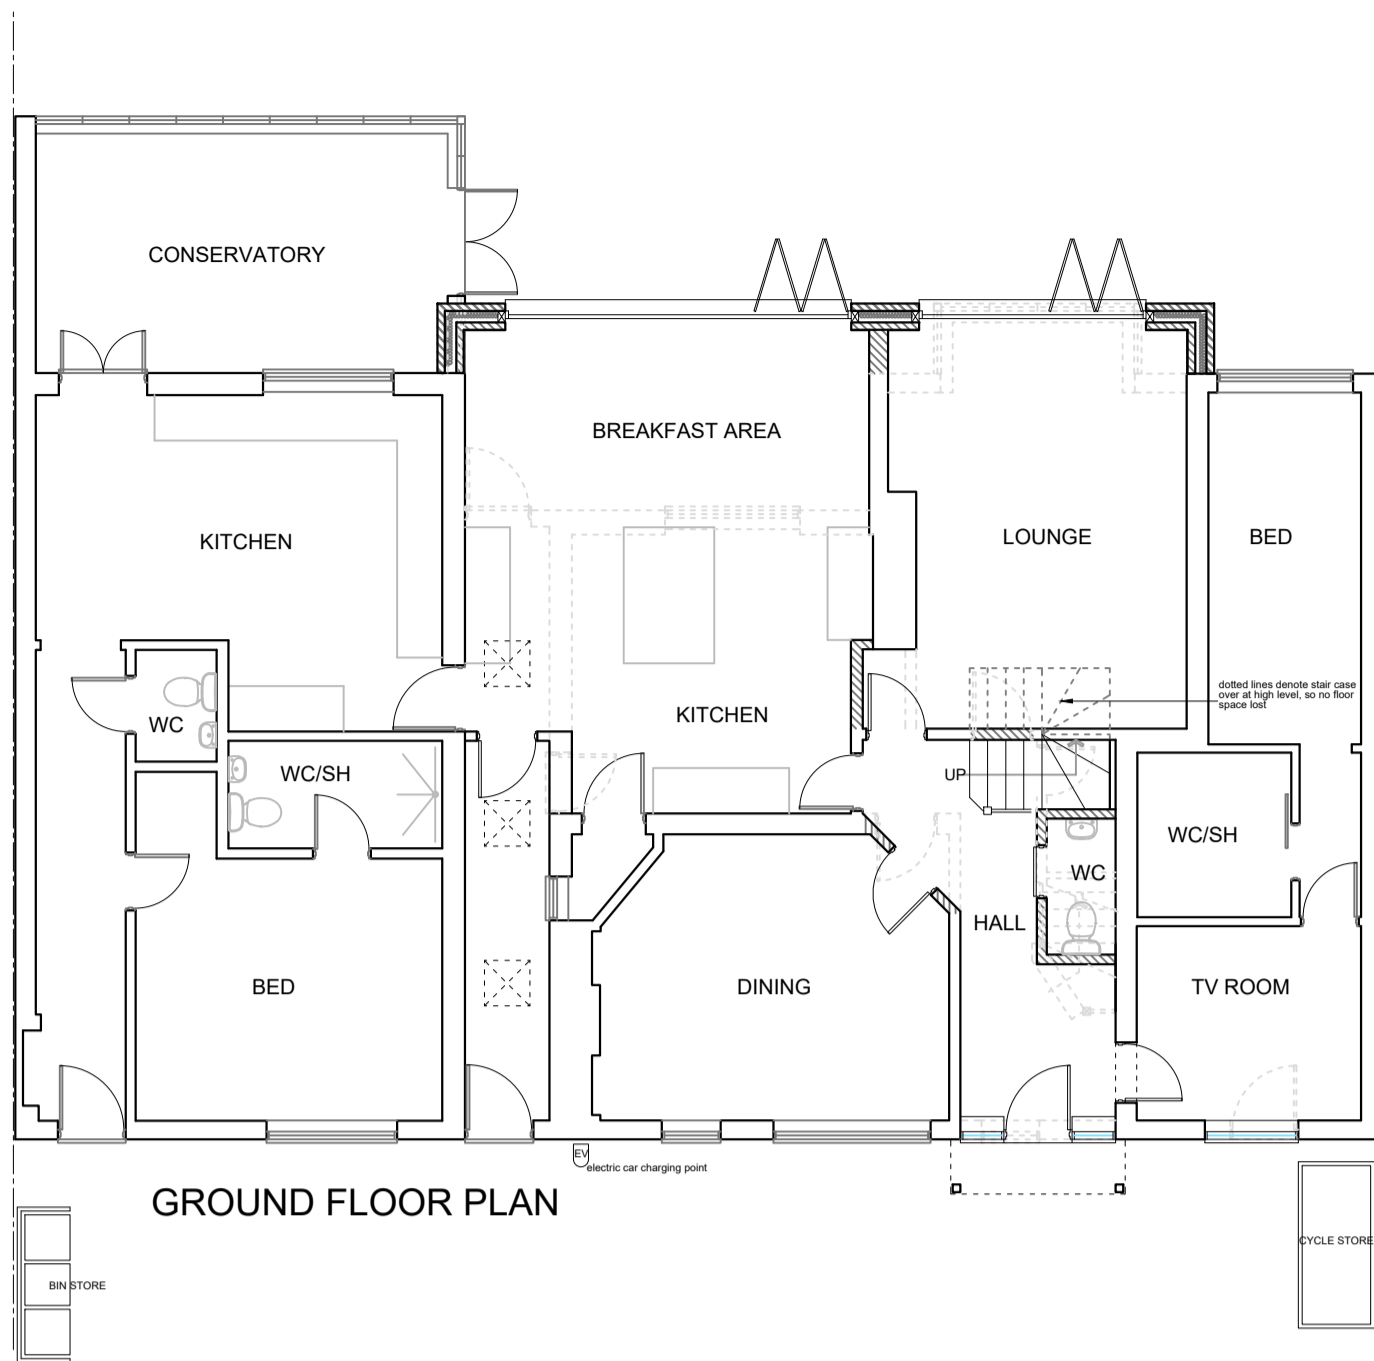 CONSERVATORY
BREAKFAST AREA
KITCHEN
LOUNGE
BED
dotted lines denote stair case
over at high level, so no floor
space lost
WC
KITCHEN
WC/SH
UP
WC/SH
WC
HALL
BED
DINING
TV ROOM
EV
electric car charging point
GROUND FLOOR PLAN
CYCLE STORE
BIN STORE